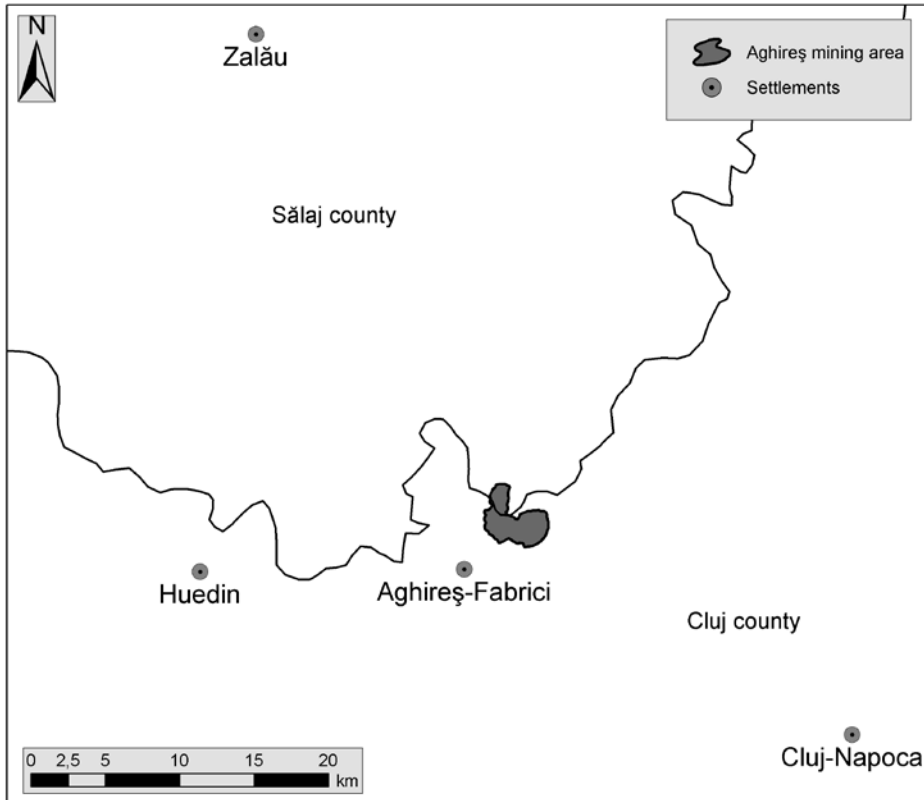 N
Zalău
Aghireş mining area
Settlements
Sălaj county
Huedin
Aghireş-Fabrici
Cluj county
Cluj-Napoca
0 2,5 5 10 15 20
km